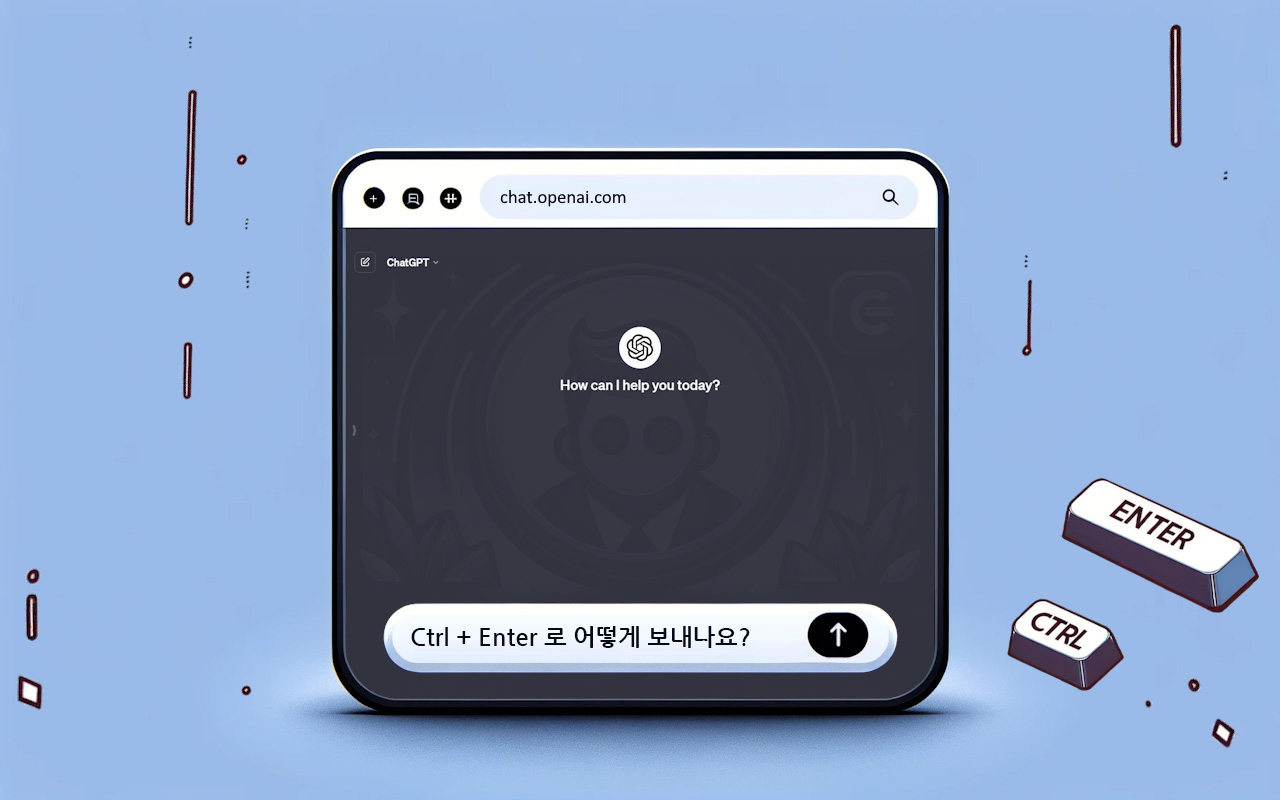 chat.openai.com
ChatGPT
How can I help you today?
ENTER
CTRL
Ctrl + Enter 로 어떻게 보내나요?